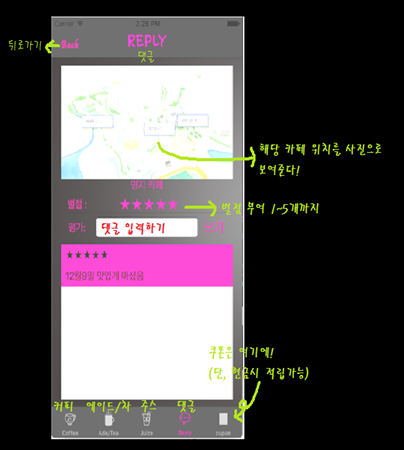 Carrier
2:28 PM
뒤로가기
Back
REPLY
댓글
해당 카페 위치를 사진으로
보여준다!
명지 카페
별점 :
★★★★★
별점 부여 1~5개까지
평가:
댓글 입력하기
★★★★★
12월9일 맛있게 마셨음
쿠폰은 여기에!
(단, 현금시 적립가능)
커피
에이드/차
주스
댓글
Coffee
Ade/Tea
Juice